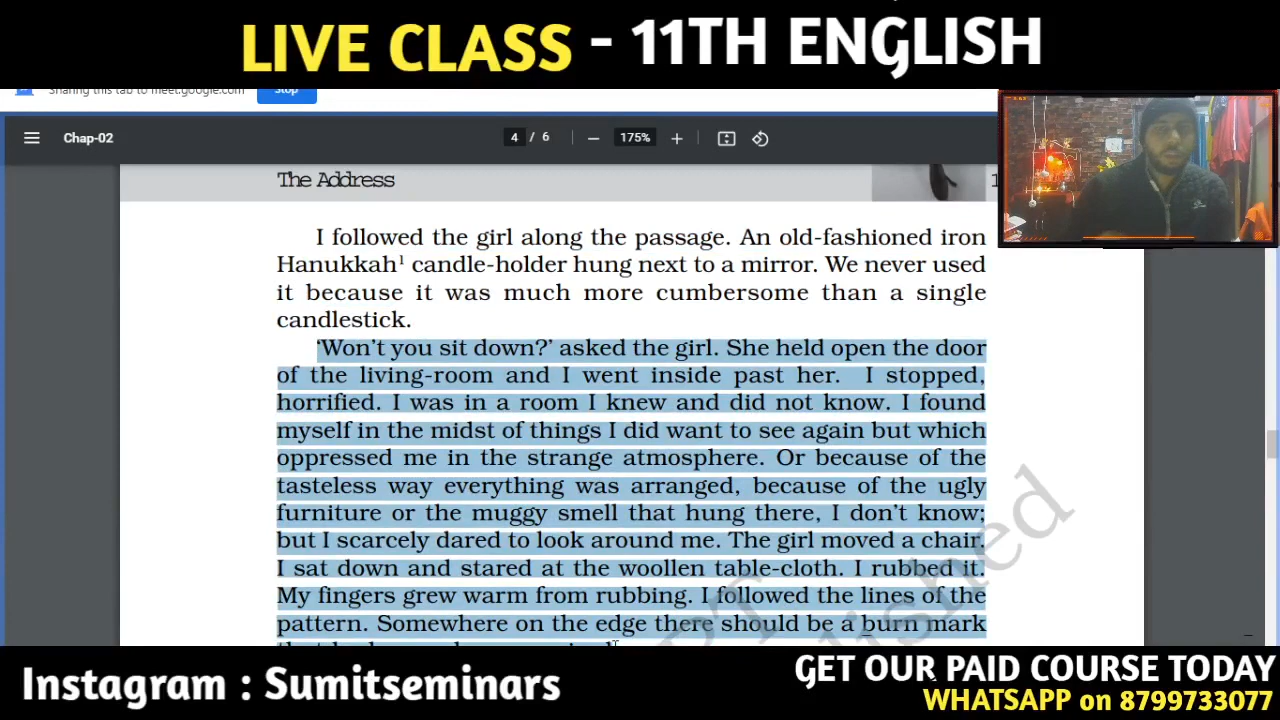 LIVE CLASS - 11TH ENGLISH
Sharing this tab to meet.google.com Stop
Chap-02 4 / 6 175%
The Address
I followed the girl along the passage. An old-fashioned iron
Hanukkah¹ candle-holder hung next to a mirror. We never used
it because it was much more cumbersome than a single
candlestick.
‘Won’t you sit down?’ asked the girl. She held open the door
of the living-room and I went inside past her. I stopped,
horrified. I was in a room I knew and did not know. I found
myself in the midst of things I did want to see again but which
oppressed me in the strange atmosphere. Or because of the
tasteless way everything was arranged, because of the ugly
furniture or the muggy smell that hung there, I don’t know;
but I scarcely dared to look around me. The girl moved a chair.
I sat down and stared at the woollen table-cloth. I rubbed it.
My fingers grew warm from rubbing. I followed the lines of the
pattern. Somewhere on the edge there should be a burn mark
Instagram : Sumitseminars
GET OUR PAID COURSE TODAY
WHATSAPP on 8799733077